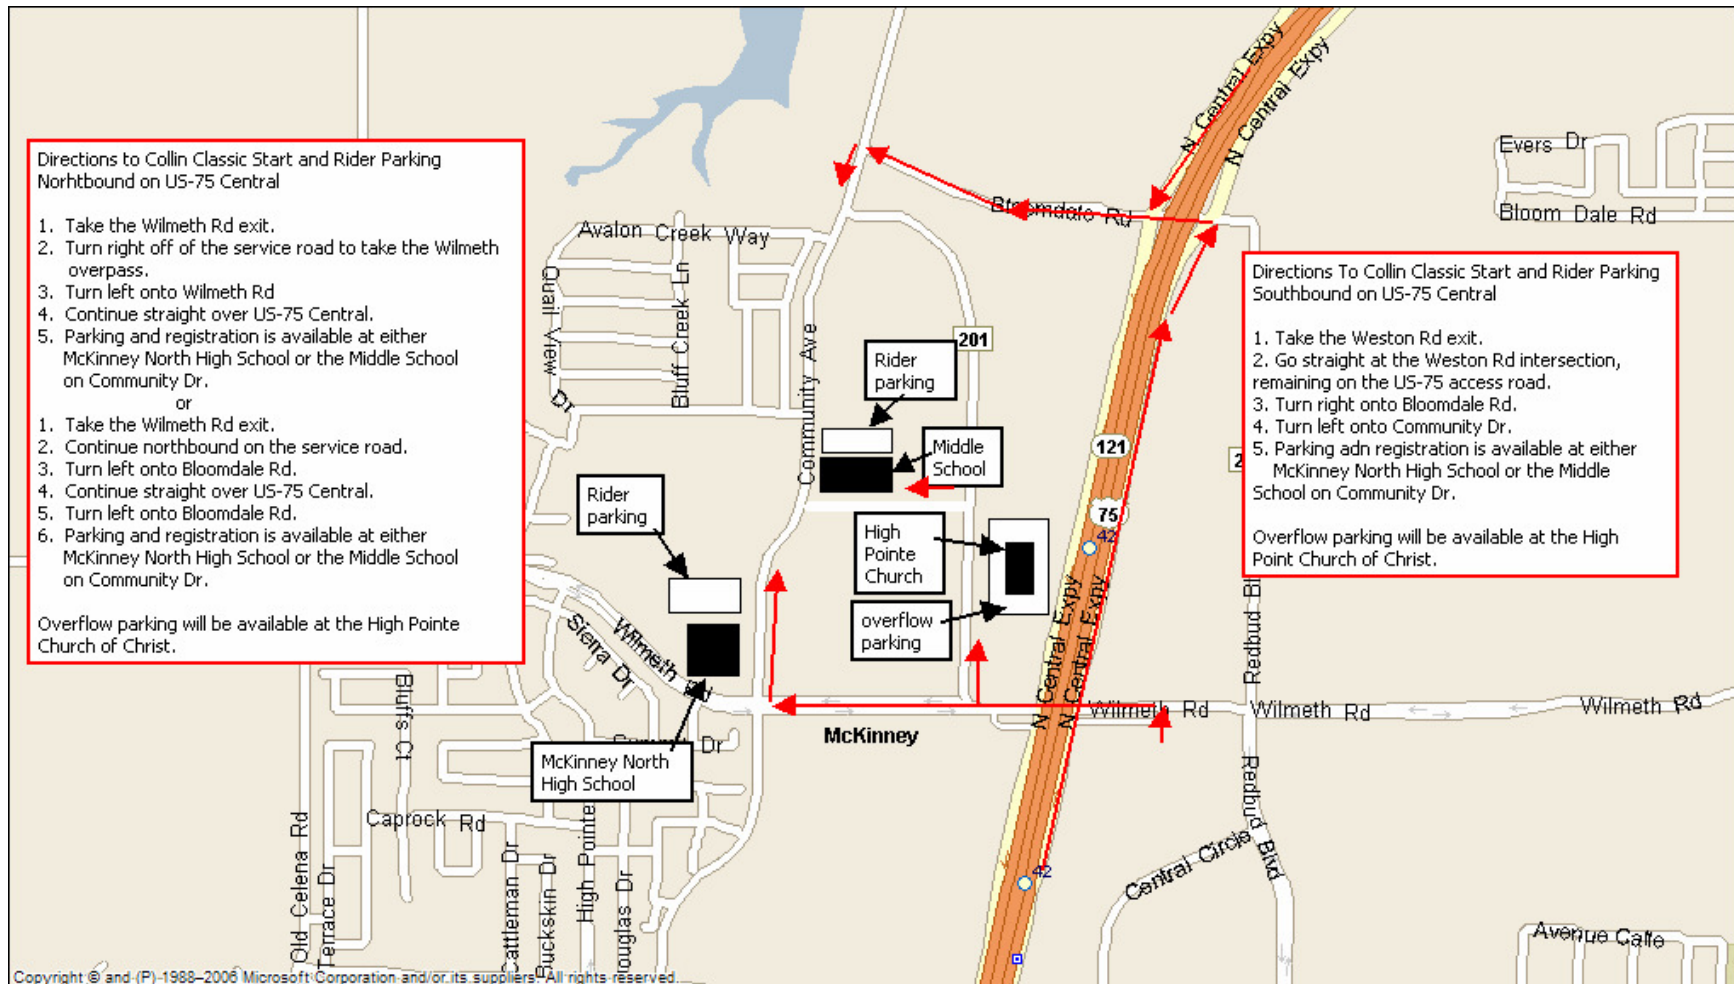 Directions to Collin Classic Start and Rider Parking
Norhtbound on US-75 Central
1. Take the Wilmeth Rd exit.
2. Turn right off of the service road to take the Wilmeth
overpass.
3. Turn left onto Wilmeth Rd
4. Continue straight over US-75 Central.
5. Parking and registration is available at either
McKinney North High School or the Middle School
on Community Dr.
or
1. Take the Wilmeth Rd exit.
2. Continue northbound on the service road.
3. Turn left onto Bloomdale Rd.
4. Continue straight over US-75 Central.
5. Turn left onto Bloomdale Rd.
6. Parking and registration is available at either
McKinney North High School or the Middle School
on Community Dr.
Overflow parking will be available at the High Pointe
Church of Christ.
N Central Expy
N Central Expy
Evers Dr
Bloom Dale Rd
Bloomdale Rd
Avalon Creek Way
Quail View Dr
Bluff Creek Ln
Community Ave
201
Rider
parking
Middle
School
Rider
parking
High
Pointe
Church
overflow
parking
121
75
42
2
Directions To Collin Classic Start and Rider Parking
Southbound on US-75 Central
1. Take the Weston Rd exit.
2. Go straight at the Weston Rd intersection,
remaining on the US-75 access road.
3. Turn right onto Bloomdale Rd.
4. Turn left onto Community Dr.
5. Parking adn registration is available at either
McKinney North High School or the Middle
School on Community Dr.
Overflow parking will be available at the High
Point Church of Christ.
N Central Expy
N Central Expy
Redbud Bl
Sierra Dr
Wilmeth Rd
Wilmeth Rd
Wilmeth Rd
Wilmeth Rd
McKinney
McKinney North
High School
Dr
Bluffs Ct
Caprock Rd
Old Celena Rd
Terrace Dr
Cattleman Dr
Buckskin Dr
High Pointe
ouglas Dr
42
Redbud Blvd
Central Circle
Avenue Calle
Copyright © and (P) 1988–2006 Microsoft Corporation and/or its suppliers. All rights reserved.